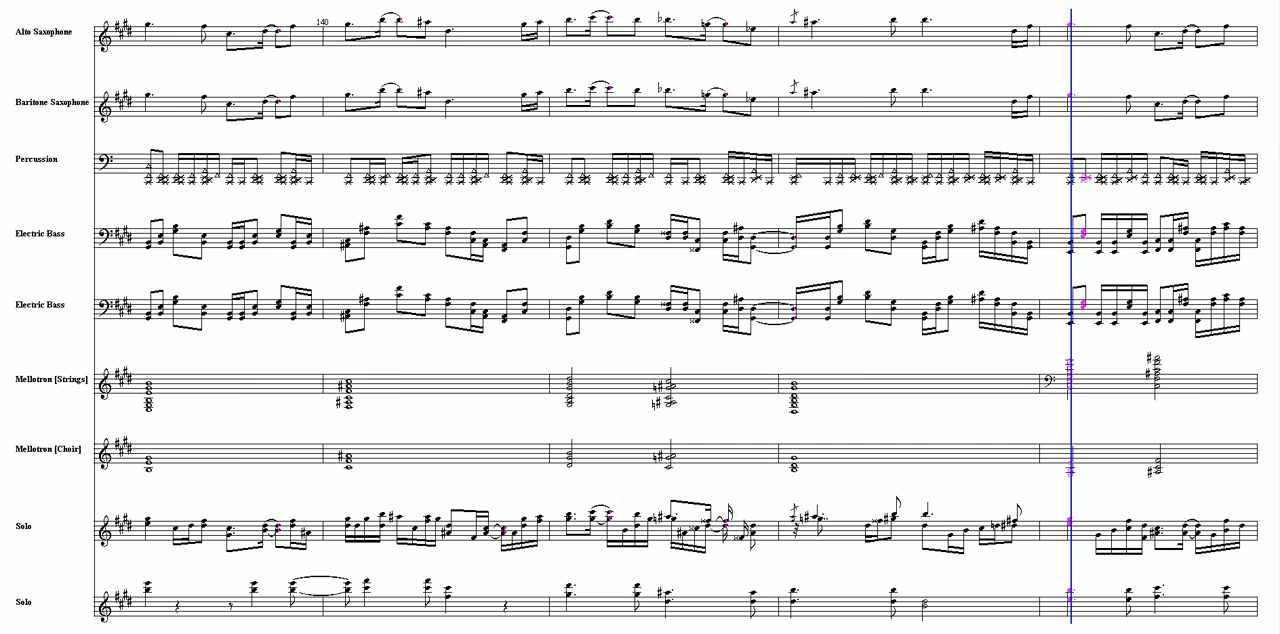 140
Alto Saxophone
Baritone Saxophone
Percussion
Electric Bass
Electric Bass
Mellotron [Strings]
Mellotron [Choir]
Solo
Solo